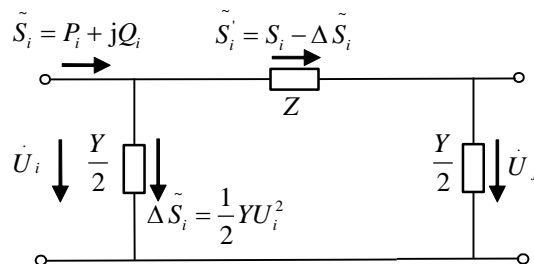 S̃ᵢ = Pᵢ + jQᵢ
S̃ᵢ' = Sᵢ − ΔS̃ᵢ
Z
U̇ᵢ
Y/2
ΔS̃ᵢ = 1/2 YUᵢ²
Y/2
U̇